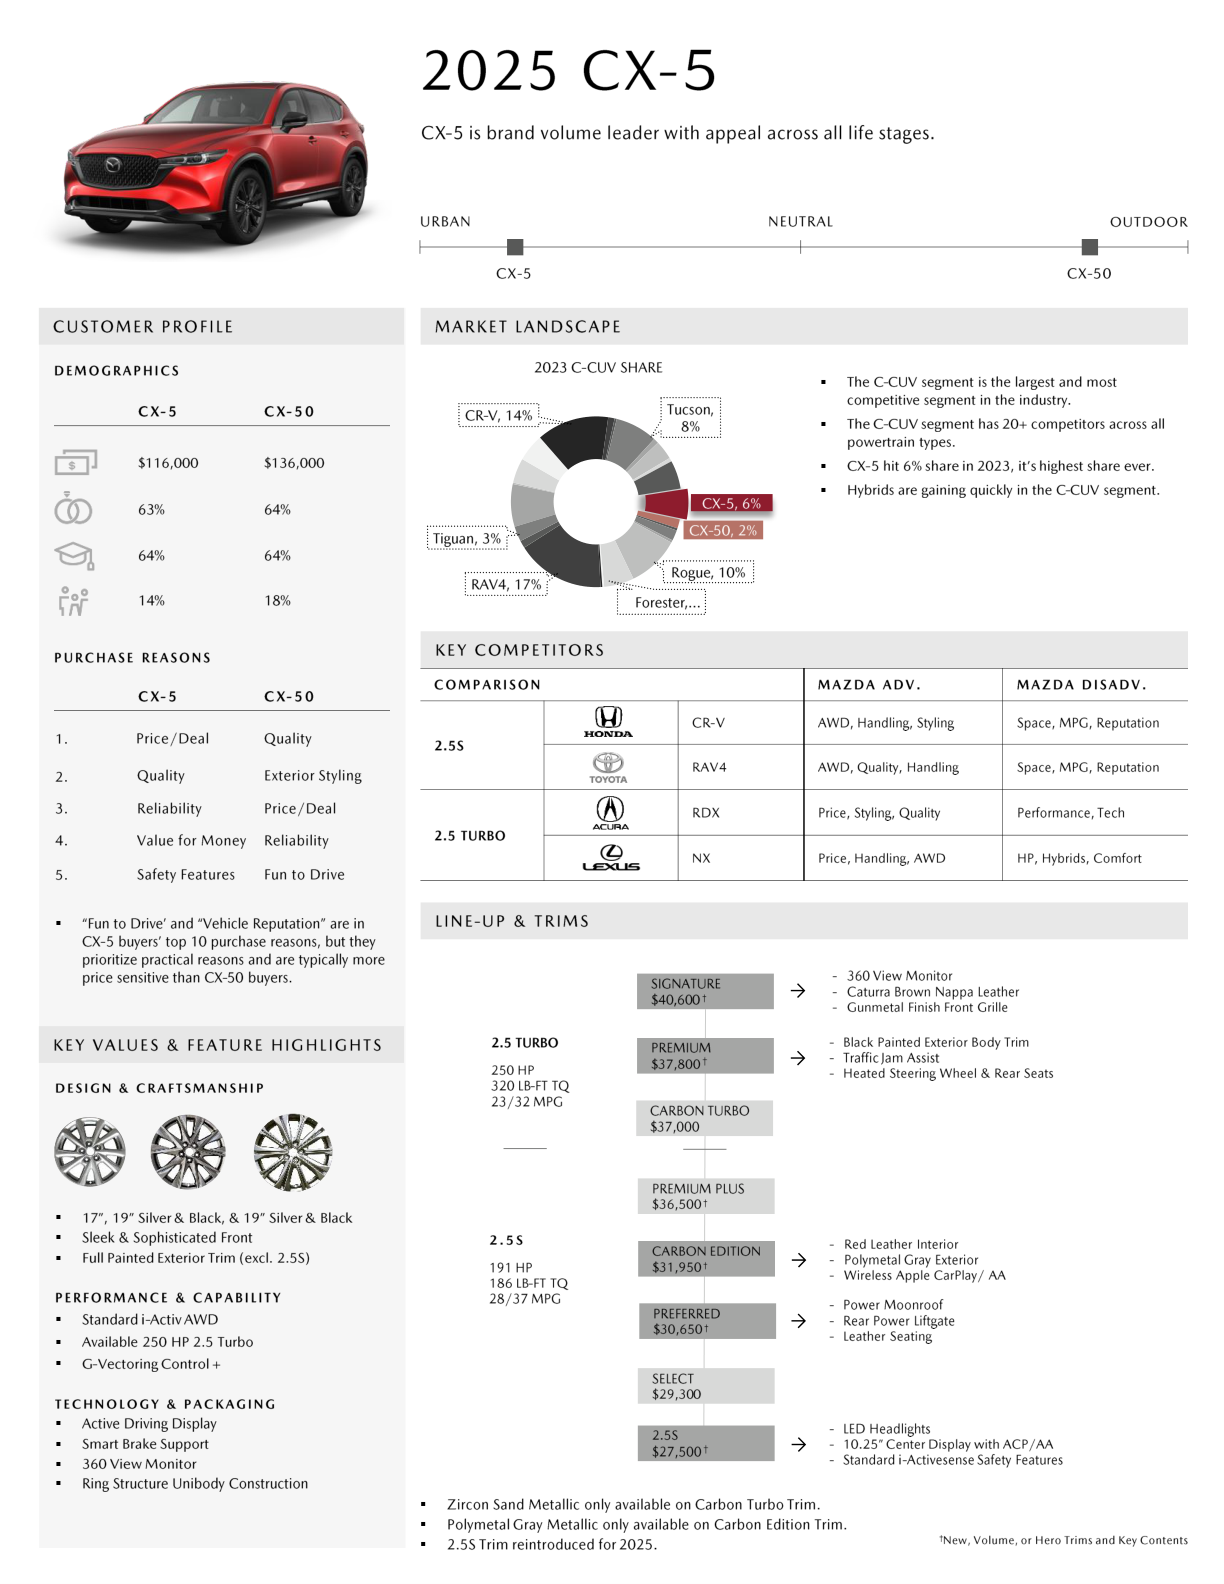 2025 CX-5
CX-5 is brand volume leader with appeal across all life stages.
URBAN
NEUTRAL
OUTDOOR
CX-5
CX-50
CUSTOMER PROFILE
DEMOGRAPHICS
CX-5 CX-50
$116,000 $136,000
63% 64%
64% 64%
14% 18%
PURCHASE REASONS
CX-5 CX-50
1. Price/Deal Quality
2. Quality Exterior Styling
3. Reliability Price/Deal
4. Value for Money Reliability
5. Safety Features Fun to Drive
▪ “Fun to Drive’ and “Vehicle Reputation” are in
CX-5 buyers’ top 10 purchase reasons, but they
prioritize practical reasons and are typically more
price sensitive than CX-50 buyers.
KEY VALUES & FEATURE HIGHLIGHTS
DESIGN & CRAFTSMANSHIP
▪ 17”, 19” Silver & Black, & 19” Silver & Black
▪ Sleek & Sophisticated Front
▪ Full Painted Exterior Trim (excl. 2.5S)
PERFORMANCE & CAPABILITY
▪ Standard i-Activ AWD
▪ Available 250 HP 2.5 Turbo
▪ G-Vectoring Control +
TECHNOLOGY & PACKAGING
▪ Active Driving Display
▪ Smart Brake Support
▪ 360 View Monitor
▪ Ring Structure Unibody Construction
MARKET LANDSCAPE
2023 C-CUV SHARE
CR-V, 14%
Tucson,
8%
CX-5, 6%
CX-50, 2%
Tiguan, 3%
Rogue, 10%
RAV4, 17%
Forester,...
▪ The C-CUV segment is the largest and most
competitive segment in the industry.
▪ The C-CUV segment has 20+ competitors across all
powertrain types.
▪ CX-5 hit 6% share in 2023, it’s highest share ever.
▪ Hybrids are gaining quickly in the C-CUV segment.
KEY COMPETITORS
COMPARISON MAZDA ADV. MAZDA DISADV.
2.5S
HONDA CR-V AWD, Handling, Styling Space, MPG, Reputation
TOYOTA RAV4 AWD, Quality, Handling Space, MPG, Reputation
2.5 TURBO
ACURA RDX Price, Styling, Quality Performance, Tech
LEXUS NX Price, Handling, AWD HP, Hybrids, Comfort
LINE-UP & TRIMS
2.5 TURBO
250 HP
320 LB-FT TQ
23/32 MPG
SIGNATURE
$40,600†
- 360 View Monitor
- Caturra Brown Nappa Leather
- Gunmetal Finish Front Grille
PREMIUM
$37,800†
- Black Painted Exterior Body Trim
- Traffic Jam Assist
- Heated Steering Wheel & Rear Seats
CARBON TURBO
$37,000
PREMIUM PLUS
$36,500†
2.5S
191 HP
186 LB-FT TQ
28/37 MPG
CARBON EDITION
$31,950†
- Red Leather Interior
- Polymetal Gray Exterior
- Wireless Apple CarPlay/ AA
PREFERRED
$30,650†
- Power Moonroof
- Rear Power Liftgate
- Leather Seating
SELECT
$29,300
2.5S
$27,500†
- LED Headlights
- 10.25” Center Display with ACP/AA
- Standard i-Activesense Safety Features
▪ Zircon Sand Metallic only available on Carbon Turbo Trim.
▪ Polymetal Gray Metallic only available on Carbon Edition Trim.
▪ 2.5S Trim reintroduced for 2025.
†New, Volume, or Hero Trims and Key Contents